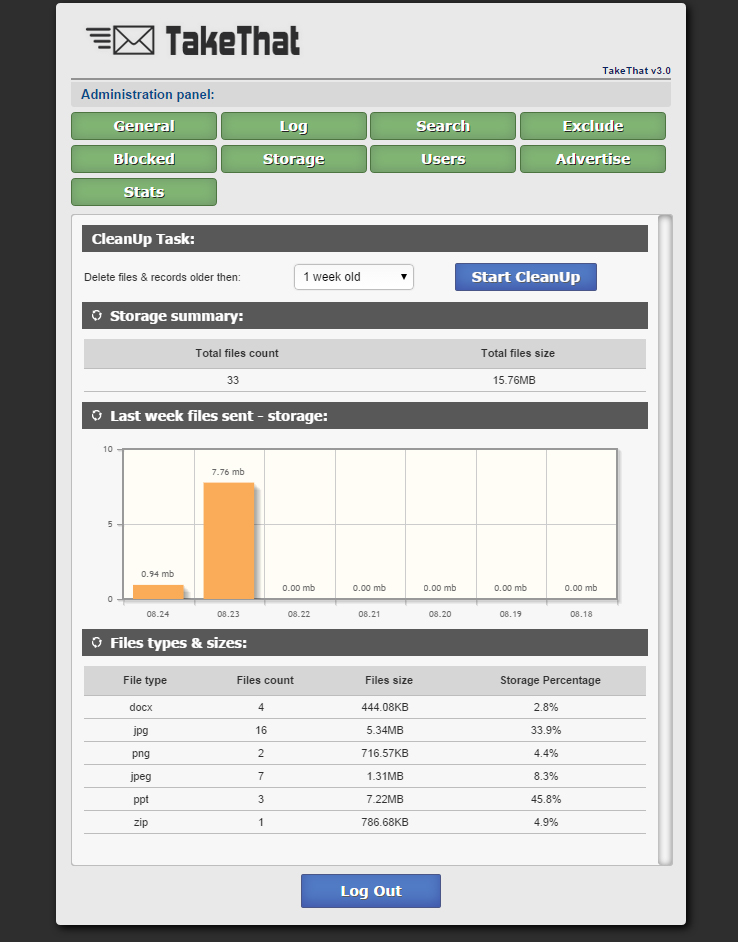 TakeThat
TakeThat v3.0
Administration panel:
General Log Search Exclude
Blocked Storage Users Advertise
Stats
CleanUp Task:
Delete files & records older then: 1 week old Start CleanUp
Storage summary:
Total files count Total files size
33 15.76MB
Last week files sent - storage:
10
7.76 mb
5
0.94 mb
0.00 mb 0.00 mb 0.00 mb 0.00 mb 0.00 mb
0
08.24 08.23 08.22 08.21 08.20 08.19 08.18
Files types & sizes:
File type Files count Files size Storage Percentage
docx 4 444.08KB 2.8%
jpg 16 5.34MB 33.9%
png 2 716.57KB 4.4%
jpeg 7 1.31MB 8.3%
ppt 3 7.22MB 45.8%
zip 1 786.68KB 4.9%
Log Out